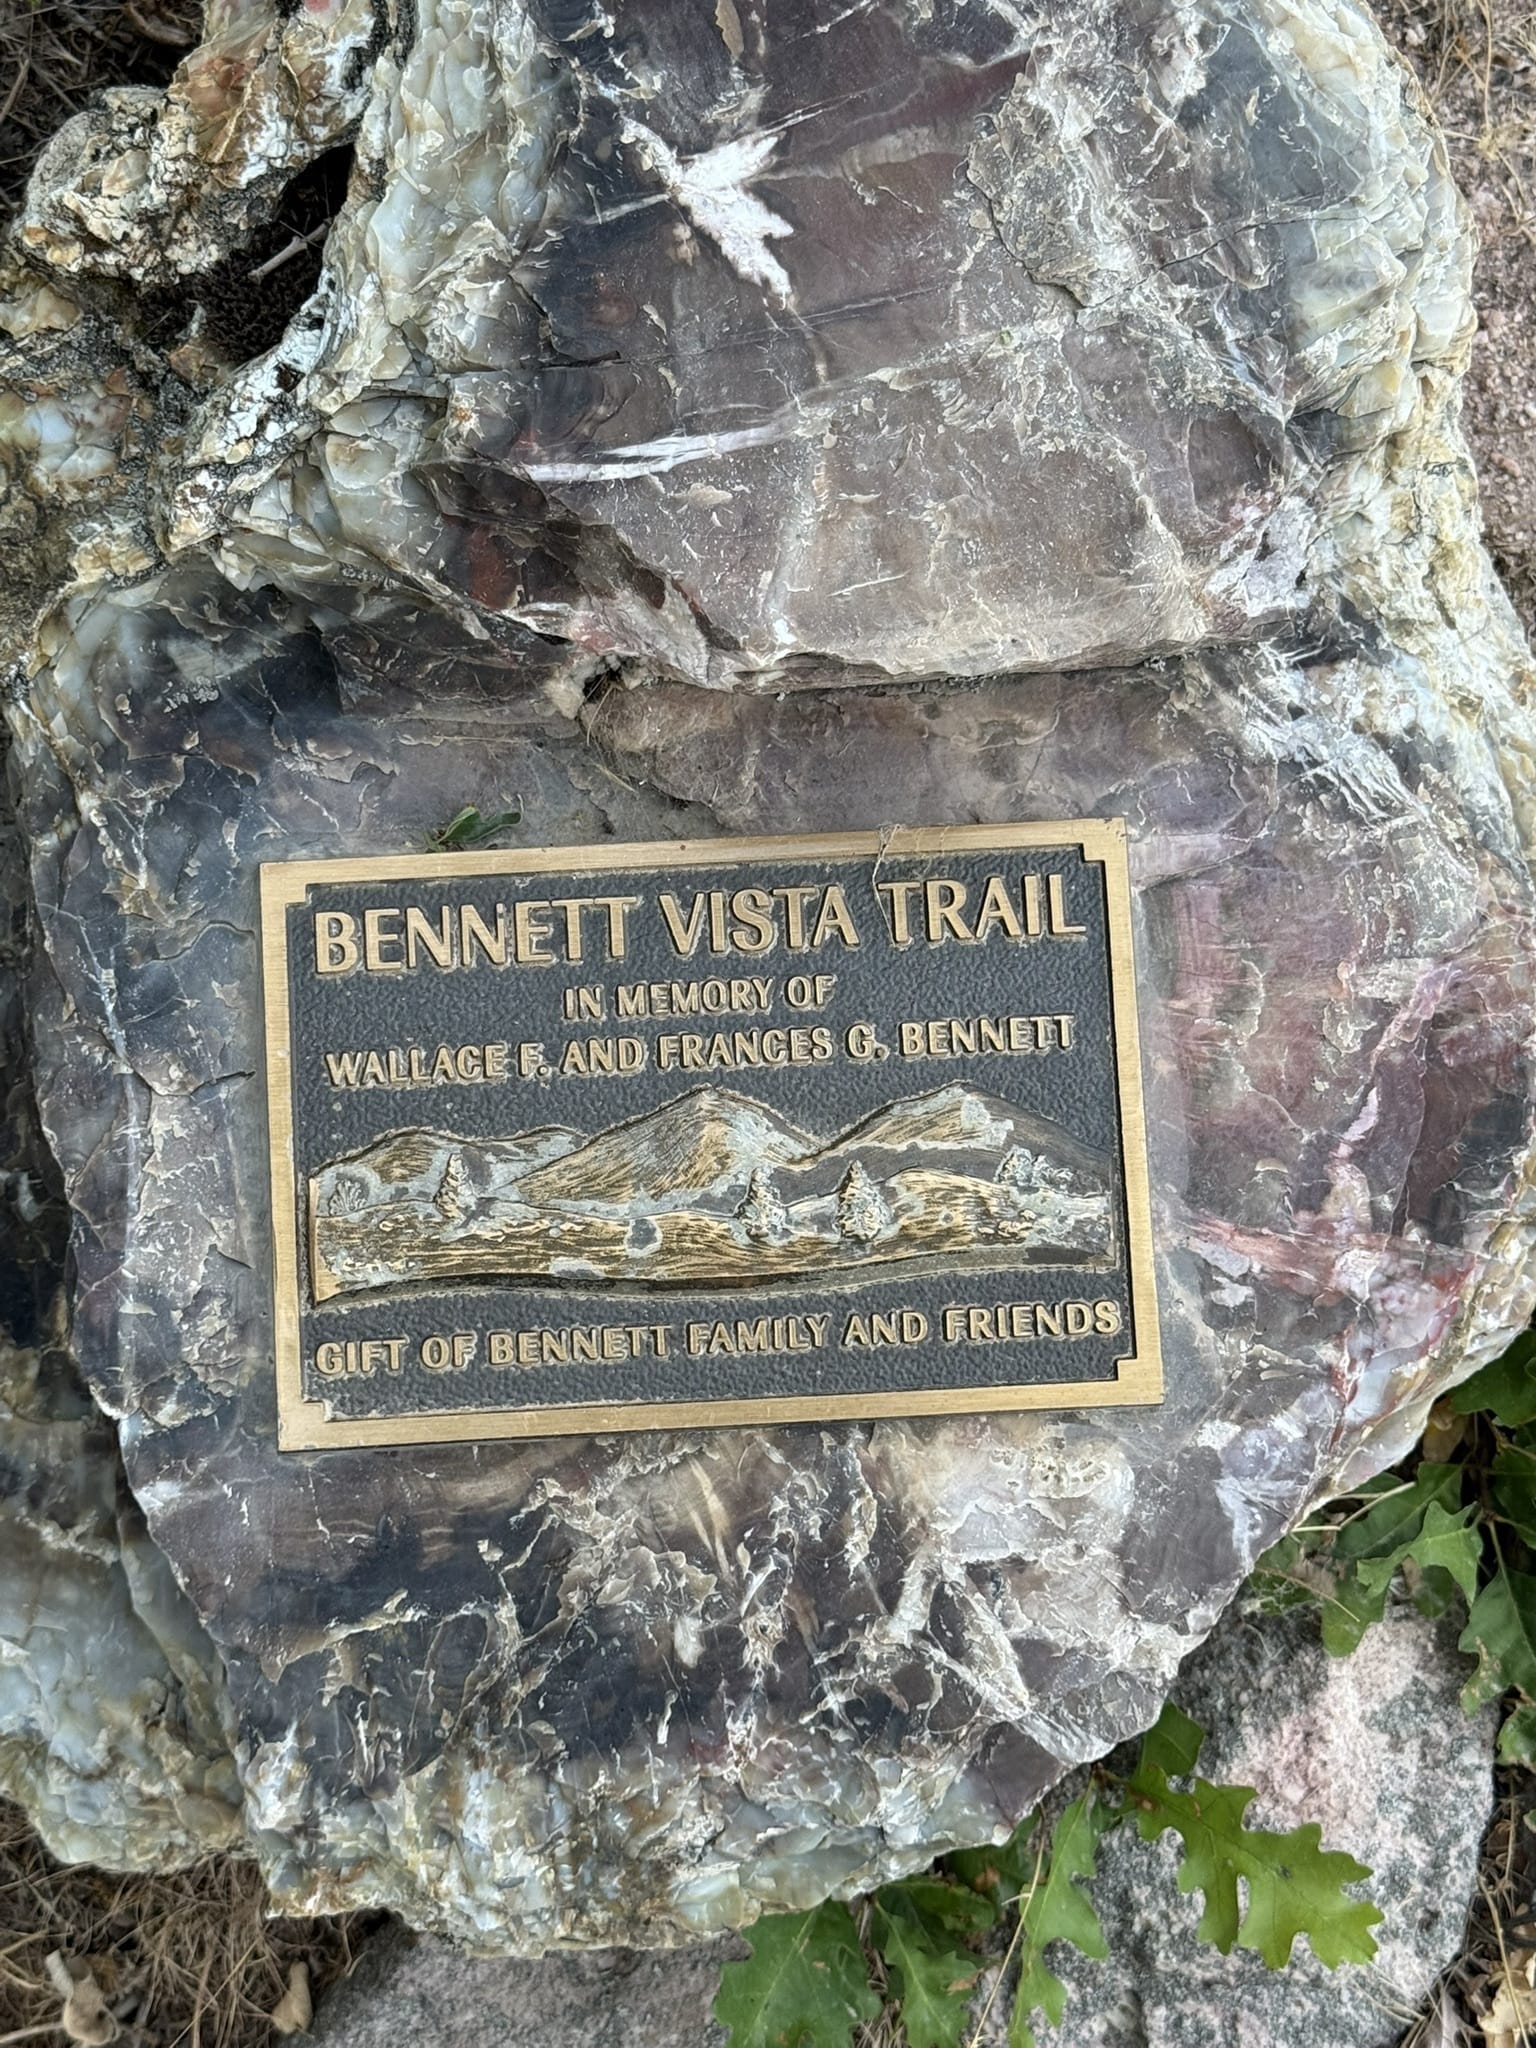 BENNETT VISTA TRAIL
IN MEMORY OF
WALLACE F. AND FRANCES G. BENNETT
GIFT OF BENNETT FAMILY AND FRIENDS